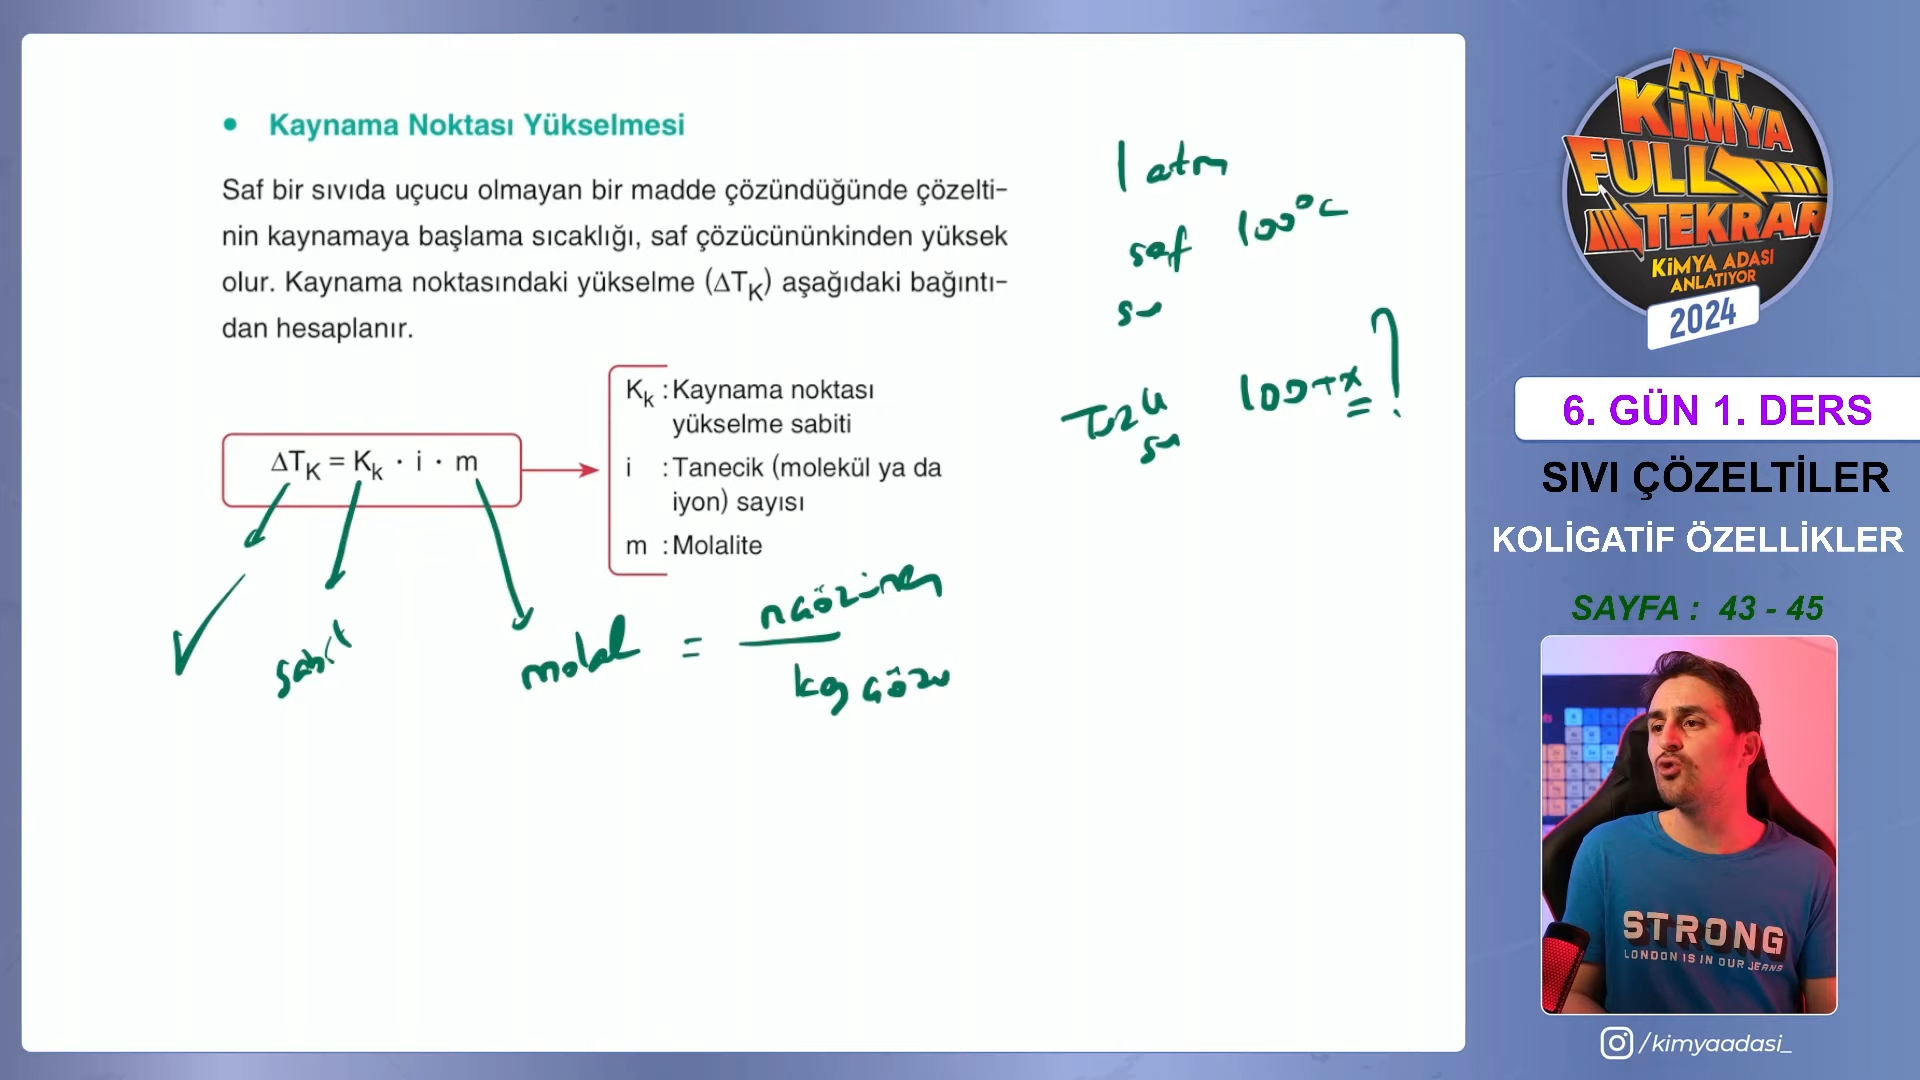 • Kaynama Noktası Yükselmesi
Saf bir sıvıda uçucu olmayan bir madde çözündüğünde çözelti-
nin kaynamaya başlama sıcaklığı, saf çözücününkinden yüksek
olur. Kaynama noktasındaki yükselme (ΔTK) aşağıdaki bağıntı-
dan hesaplanır.
ΔTK = Kk · i · m
Kk : Kaynama noktası
yükselme sabiti
i : Tanecik (molekül ya da
iyon) sayısı
m : Molalite
sabit
molal = nçözünen
kg çözü
1 atm
saf 100°C
su
Tuzlu 100+x ?
su
AYT
KİMYA
FULL
TEKRAR
KİMYA ADASI
ANLATIYOR
2024
6. GÜN 1. DERS
SIVI ÇÖZELTİLER
KOLİGATİF ÖZELLİKLER
SAYFA : 43 - 45
STRONG
LONDON IS IN OUR JEANS
/kimyaadasi_